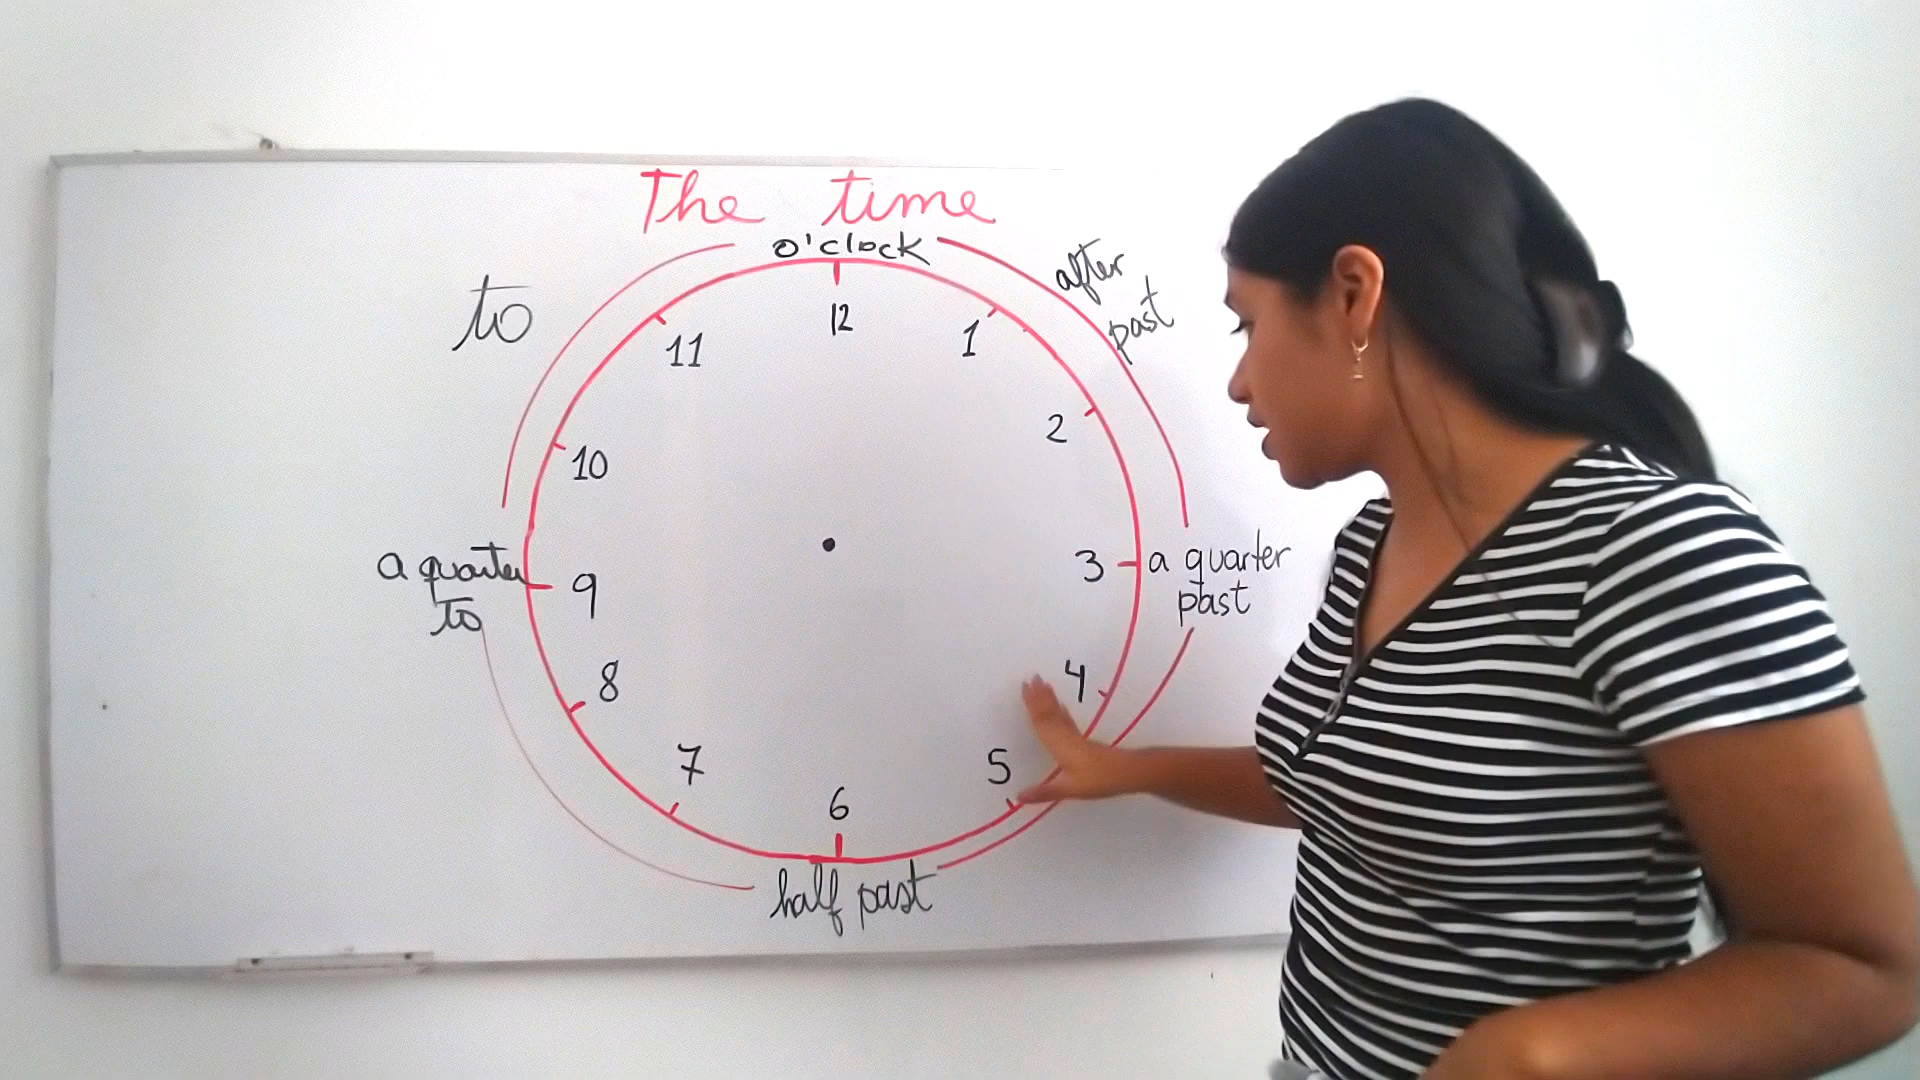 The time
o'clock
to
after
past
12
11
1
10
2
a quarter
to
9
3
a quarter
past
8
4
7
5
6
half past